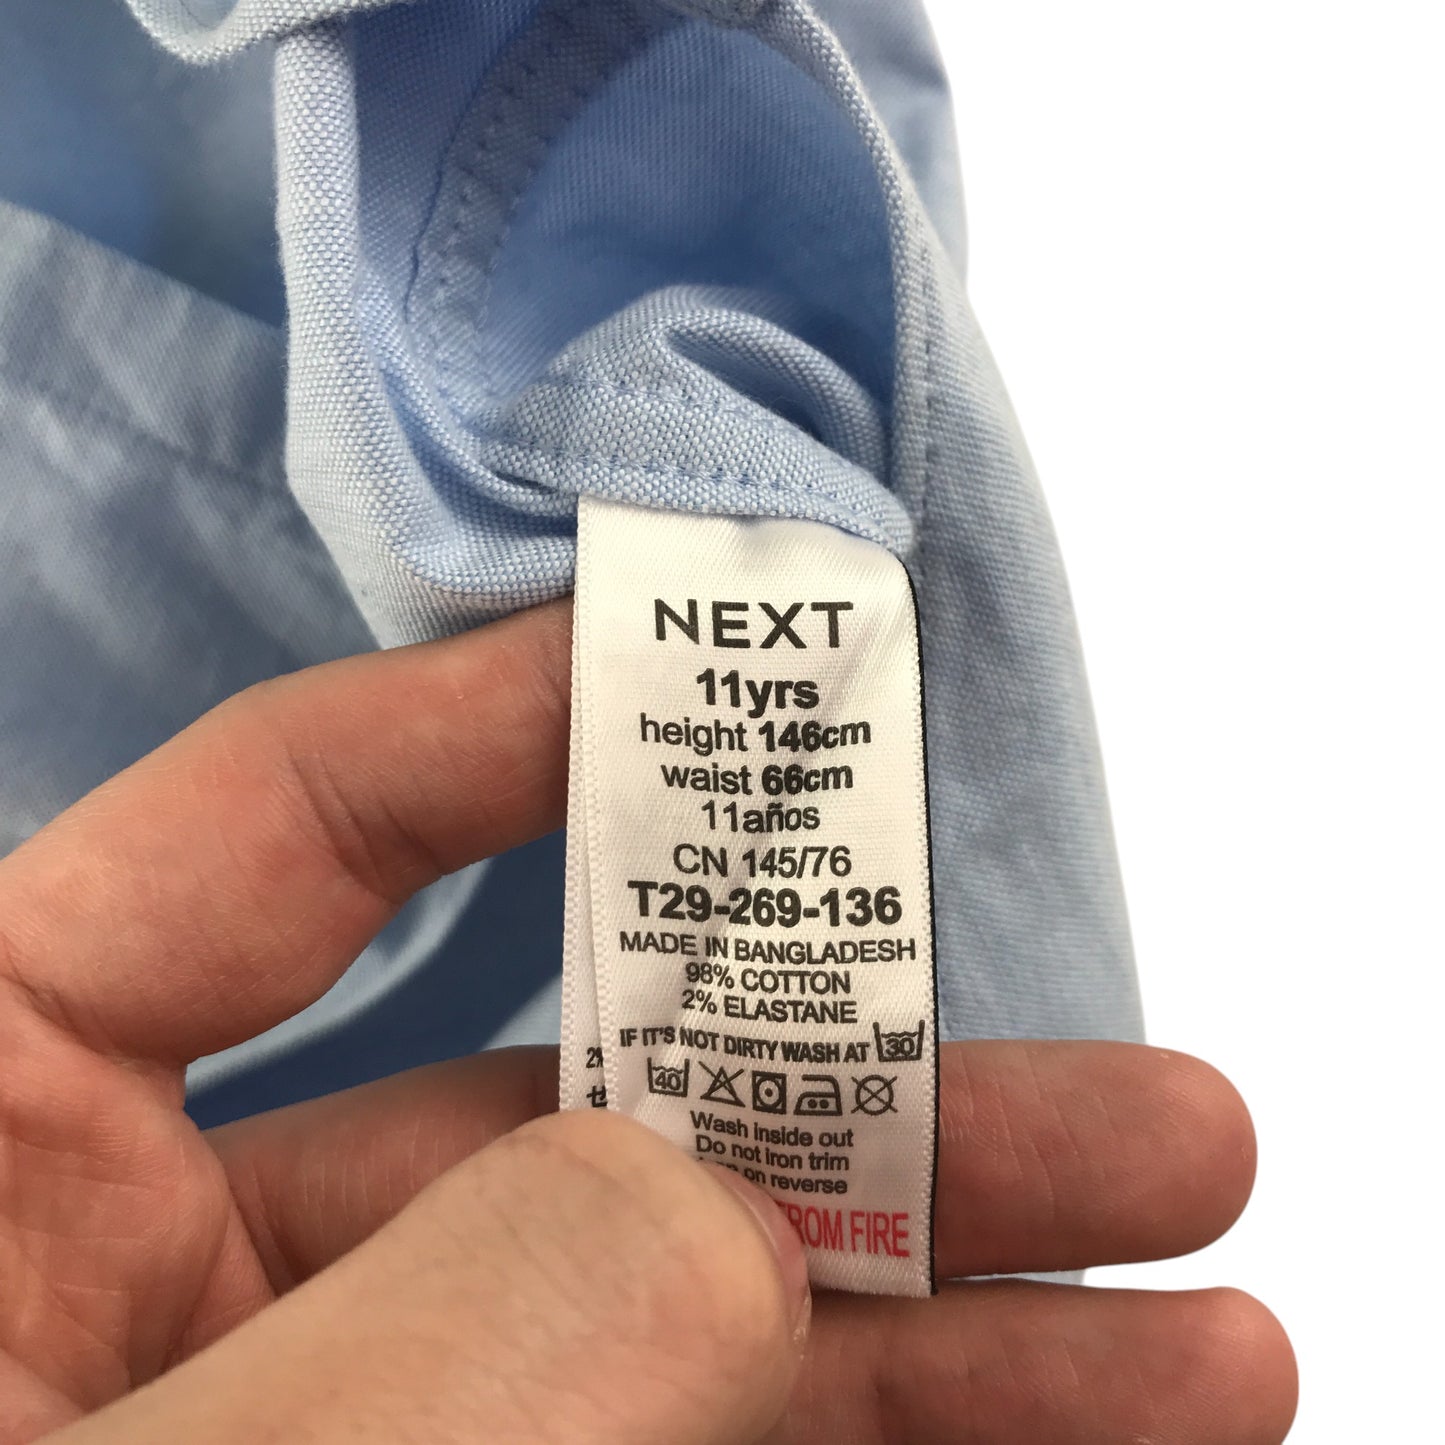 NEXT
11yrs
height 146cm
waist 66cm
11años
CN 145/76
T29-269-136
MADE IN BANGLADESH
98% COTTON
2% ELASTANE
IF IT'S NOT DIRTY WASH AT 30
40
Wash inside out
Do not iron trim
on reverse
FROM FIRE